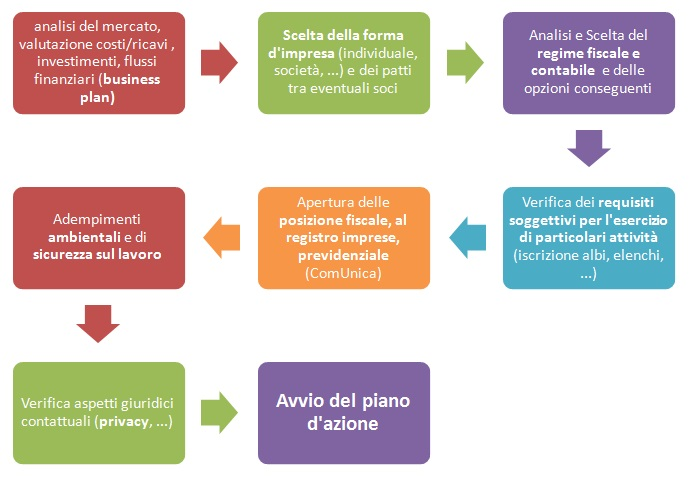 analisi del mercato,
valutazione costi/ricavi ,
investimenti, flussi
finanziari (business
plan)
Scelta della forma
d'impresa (individuale,
società, ...) e dei patti
tra eventuali soci
Analisi e Scelta del
regime fiscale e
contabile e delle
opzioni conseguenti
Verifica dei requisiti
soggettivi per l'esercizio
di particolari attività
(iscrizione albi, elenchi,
...)
Apertura delle
posizione fiscale, al
registro imprese,
previdenziale
(ComUnica)
Adempimenti
ambientali e di
sicurezza sul lavoro
Verifica aspetti giuridici
contattuali (privacy, ...)
Avvio del piano
d'azione